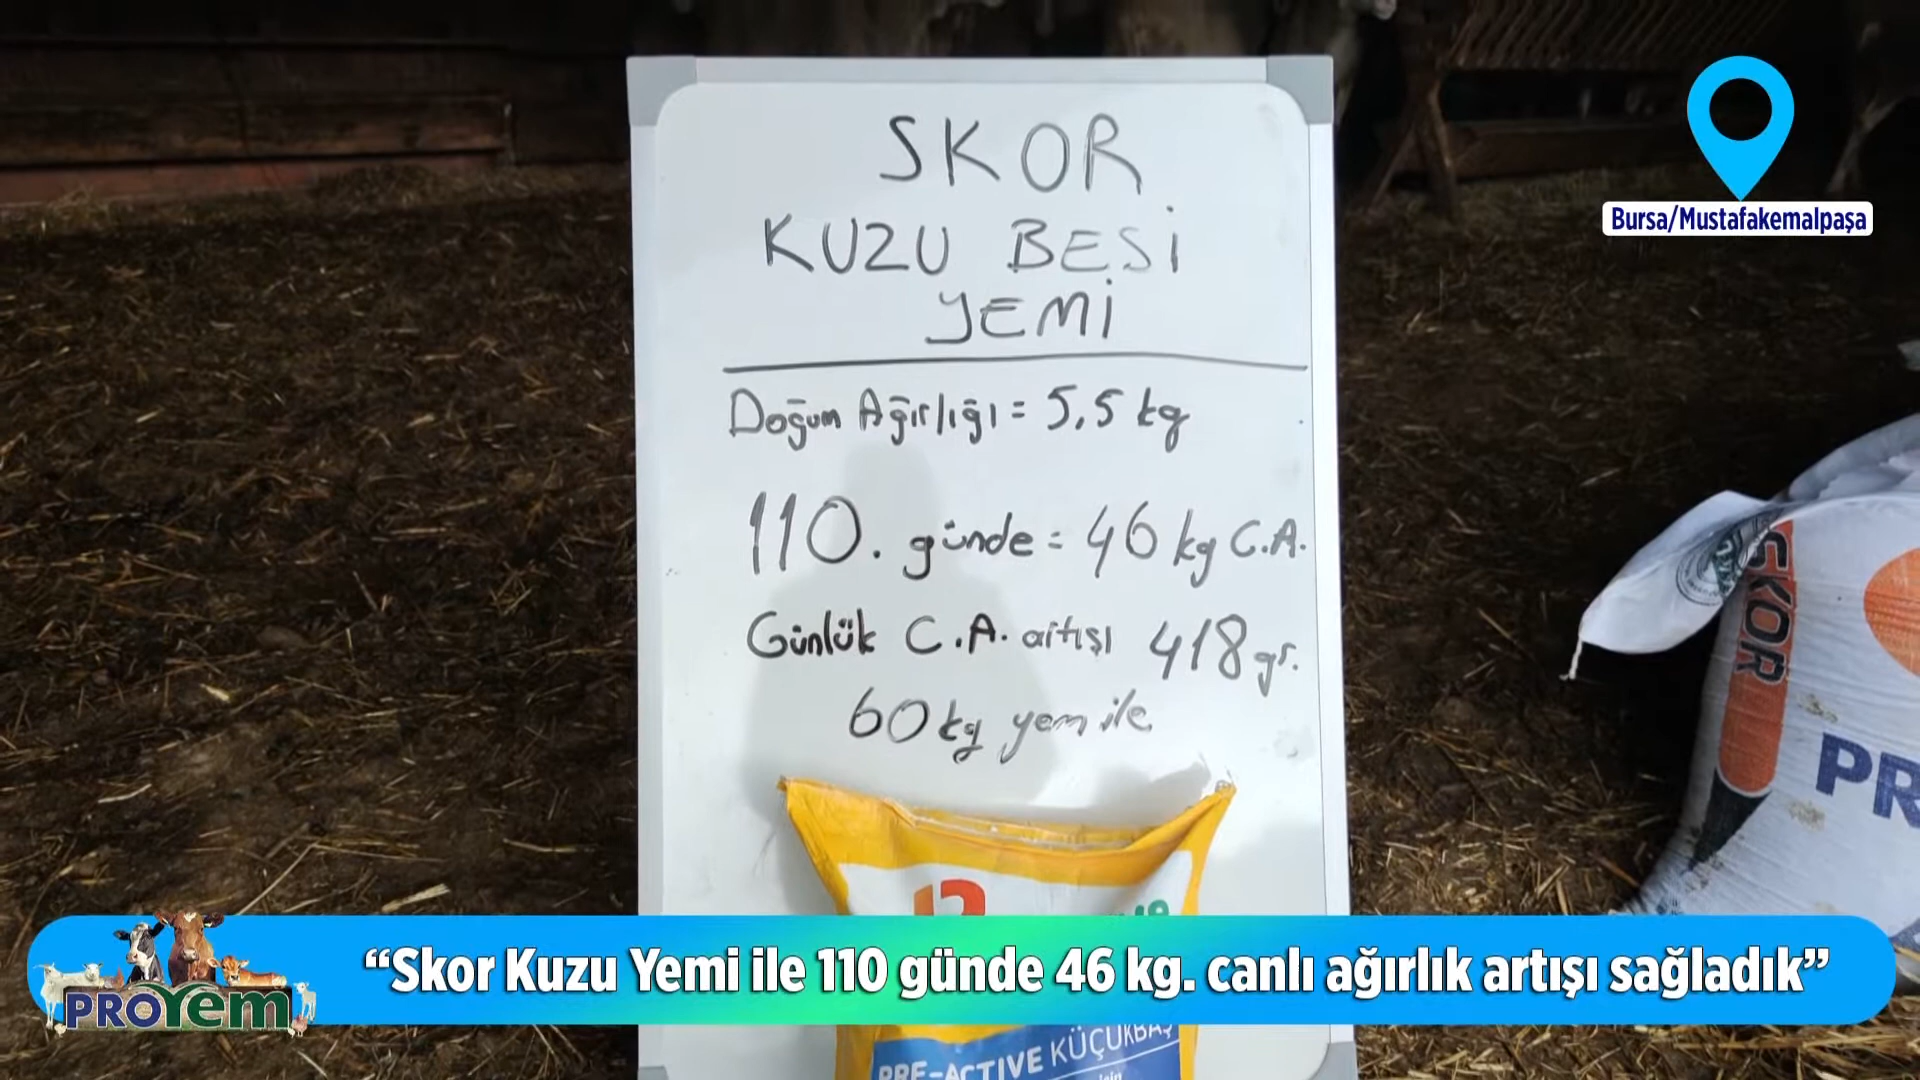 SKOR
KUZU BESİ
YEMİ
Doğum Ağırlığı = 5,5 kg
110. günde = 46 kg C.A.
Günlük C.A. artışı 418 gr.
60 kg yem ile
Bursa/Mustafakemalpaşa
SKOR
PR
“Skor Kuzu Yemi ile 110 günde 46 kg. canlı ağırlık artışı sağladık”
PROYem
PRE-ACTIVE KÜÇÜKBAŞ